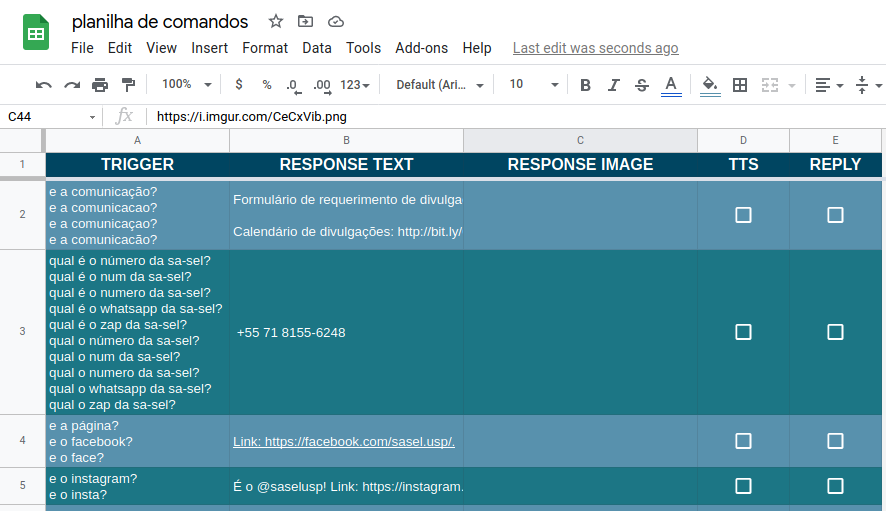 planilha de comandos
File Edit View Insert Format Data Tools Add-ons Help Last edit was seconds ago
100% $ % .0 .00 123 Default (Ari... 10 B I S A
C44 fx https://i.imgur.com/CeCxVib.png
A B C D E
1 TRIGGER RESPONSE TEXT RESPONSE IMAGE TTS REPLY
e a comunicação?
e a comunicacao?
e a comunicaçao?
e a comunicacão?
2
Formulário de requerimento de divulga
Calendário de divulgações: http://bit.ly/
qual é o número da sa-sel?
qual é o num da sa-sel?
qual é o numero da sa-sel?
qual é o whatsapp da sa-sel?
qual é o zap da sa-sel?
qual o número da sa-sel?
qual o num da sa-sel?
qual o numero da sa-sel?
qual o whatsapp da sa-sel?
qual o zap da sa-sel?
3
+55 71 8155-6248
e a página?
e o facebook?
e o face?
4
Link: https://facebook.com/sasel.usp/.
e o instagram?
e o insta?
5
É o @saselusp! Link: https://instagram.